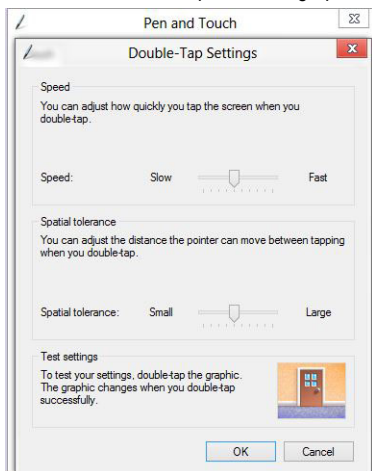 Pen and Touch
Double-Tap Settings
Speed
You can adjust how quickly you tap the screen when you
double-tap.
Speed:
Slow
Fast
Spatial tolerance
You can adjust the distance the pointer can move between tapping
when you double-tap.
Spatial tolerance:
Small
Large
Test settings
To test your settings, double-tap the graphic.
The graphic changes when you double-tap
successfully.
OK
Cancel